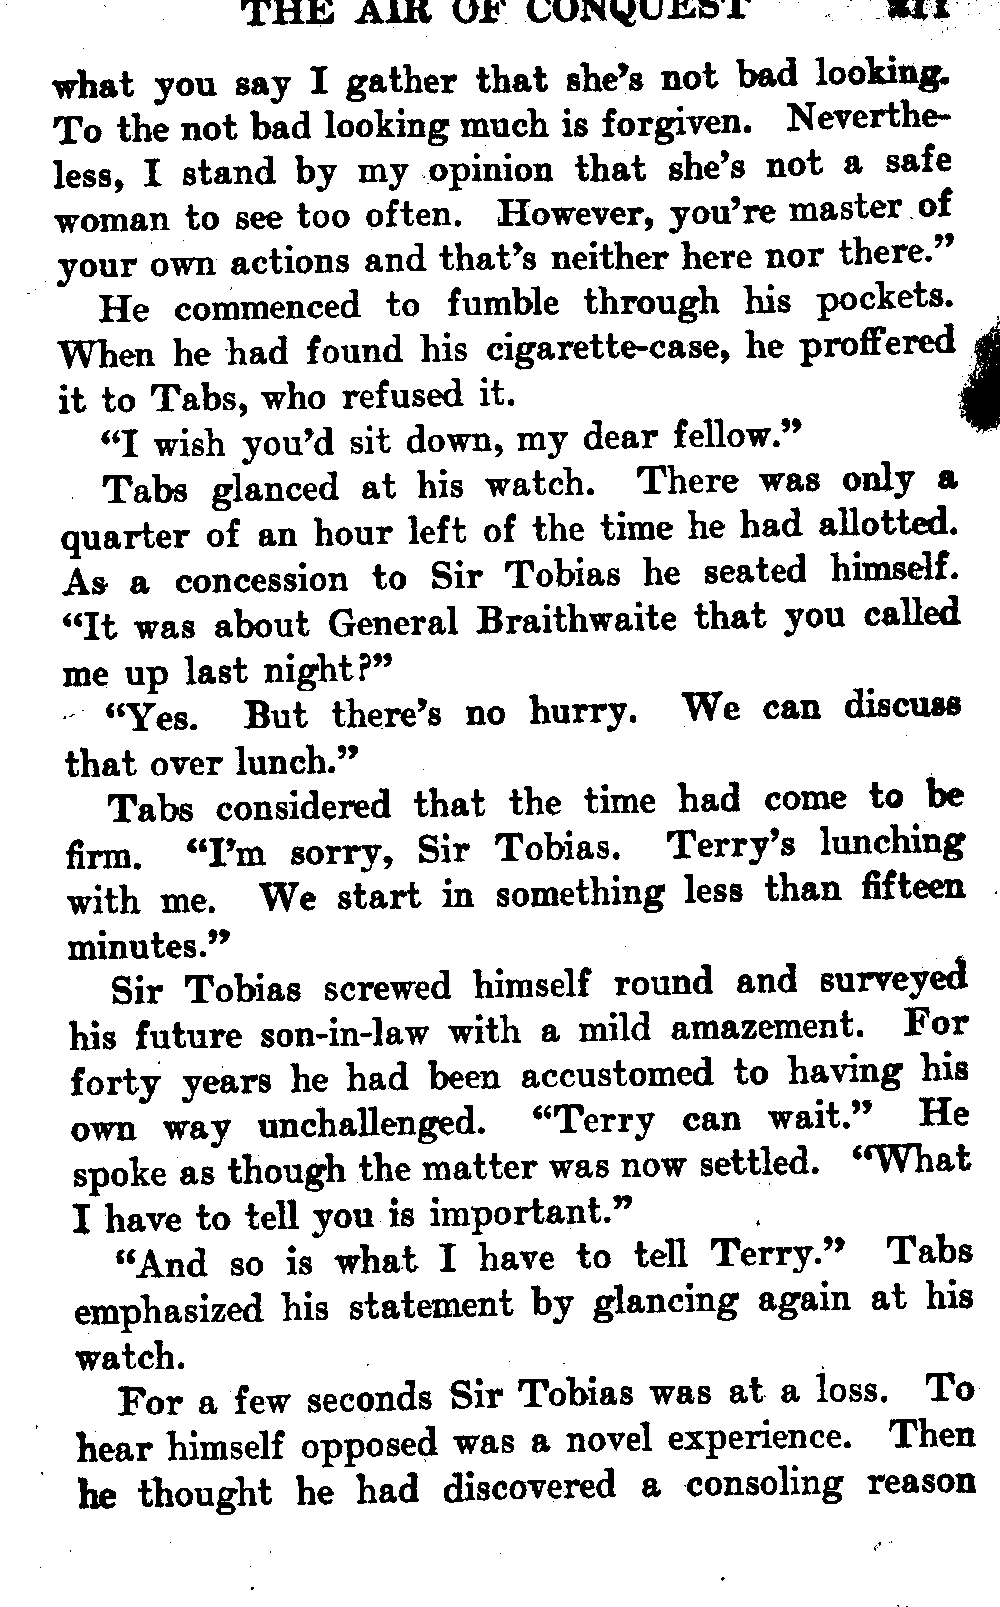 THE AIR OF CONQUEST
what you say I gather that she's not bad looking.
To the not bad looking much is forgiven. Neverthe-
less, I stand by my opinion that she's not a safe
woman to see too often. However, you're master of
your own actions and that's neither here nor there."
He commenced to fumble through his pockets.
When he had found his cigarette-case, he proffered
it to Tabs, who refused it.
"I wish you'd sit down, my dear fellow."
Tabs glanced at his watch. There was only a
quarter of an hour left of the time he had allotted.
As a concession to Sir Tobias he seated himself.
"It was about General Braithwaite that you called
me up last night?"
"Yes. But there's no hurry. We can discuss
that over lunch."
Tabs considered that the time had come to be
firm. "I'm sorry, Sir Tobias. Terry's lunching
with me. We start in something less than fifteen
minutes."
Sir Tobias screwed himself round and surveyed
his future son-in-law with a mild amazement. For
forty years he had been accustomed to having his
own way unchallenged. "Terry can wait." He
spoke as though the matter was now settled. "What
I have to tell you is important."
"And so is what I have to tell Terry." Tabs
emphasized his statement by glancing again at his
watch.
For a few seconds Sir Tobias was at a loss. To
hear himself opposed was a novel experience. Then
he thought he had discovered a consoling reason